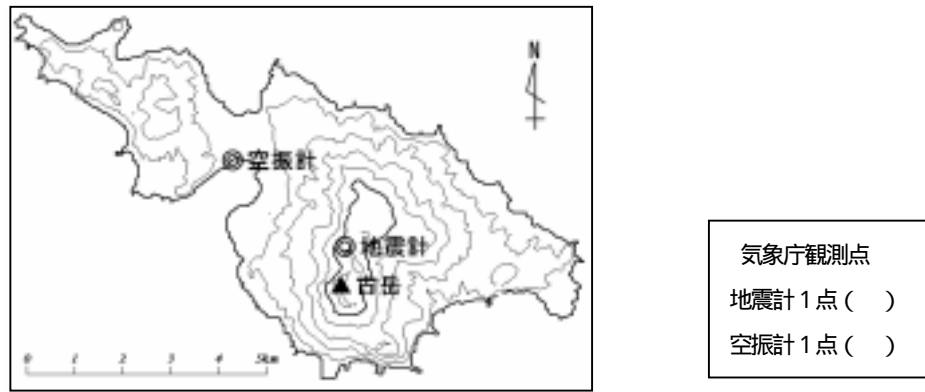 N
空振計
地震計
古岳
0 1 2 3 4 5km
気象庁観測点
地震計1点(　)
空振計1点(　)